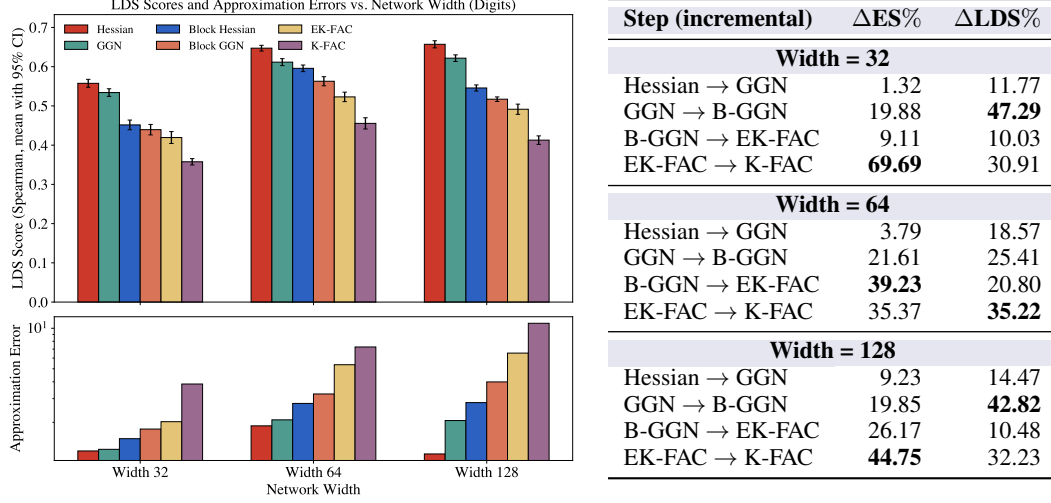 LDS Scores and Approximation Errors vs. Network Width (Digits)
LDS Score (Spearman, mean with 95% CI)
0.7
0.6
0.5
0.4
0.3
0.2
0.1
0.0
Hessian
GGN
Block Hessian
Block GGN
EK-FAC
K-FAC
Approximation Error
10¹
Width 32
Width 64
Width 128
Network Width
Step (incremental) ΔES% ΔLDS%
Width = 32
Hessian → GGN 1.32 11.77
GGN → B-GGN 19.88 47.29
B-GGN → EK-FAC 9.11 10.03
EK-FAC → K-FAC 69.69 30.91
Width = 64
Hessian → GGN 3.79 18.57
GGN → B-GGN 21.61 25.41
B-GGN → EK-FAC 39.23 20.80
EK-FAC → K-FAC 35.37 35.22
Width = 128
Hessian → GGN 9.23 14.47
GGN → B-GGN 19.85 42.82
B-GGN → EK-FAC 26.17 10.48
EK-FAC → K-FAC 44.75 32.23